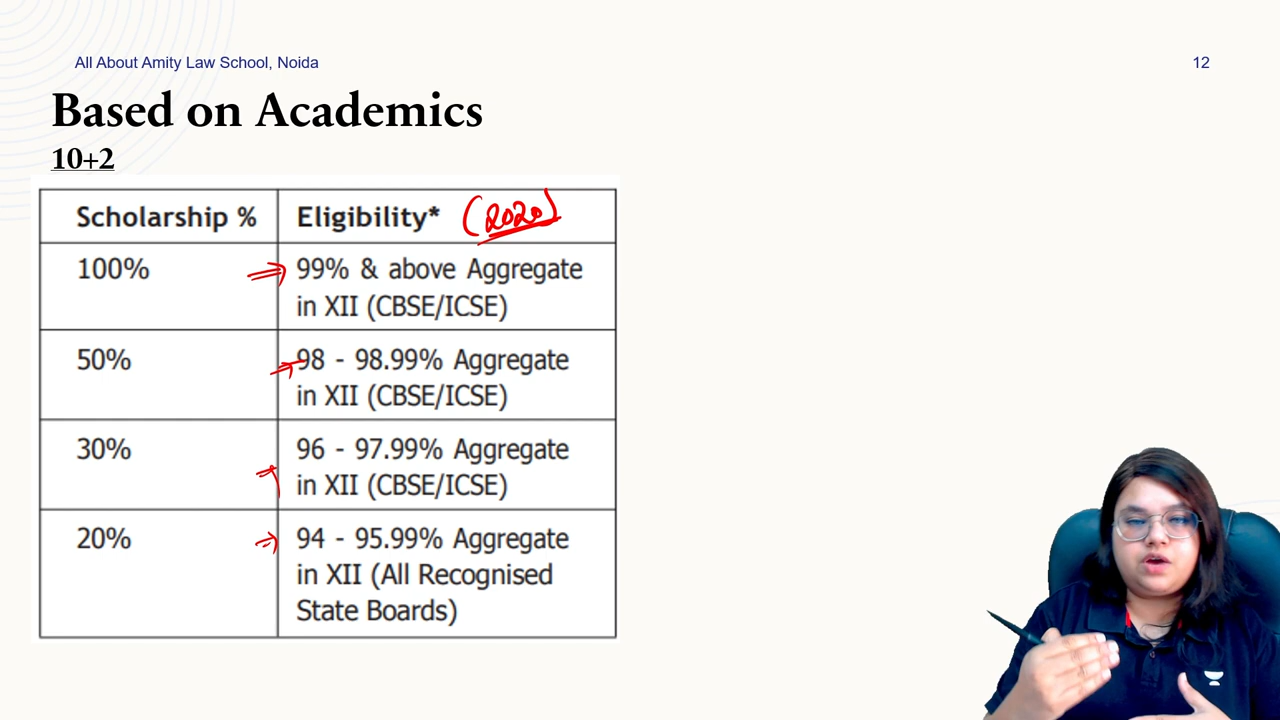 All About Amity Law School, Noida
12
Based on Academics
10+2
Scholarship % Eligibility* (2020)
100% 99% & above Aggregate
in XII (CBSE/ICSE)
50% 98 - 98.99% Aggregate
in XII (CBSE/ICSE)
30% 96 - 97.99% Aggregate
in XII (CBSE/ICSE)
20% 94 - 95.99% Aggregate
in XII (All Recognised
State Boards)